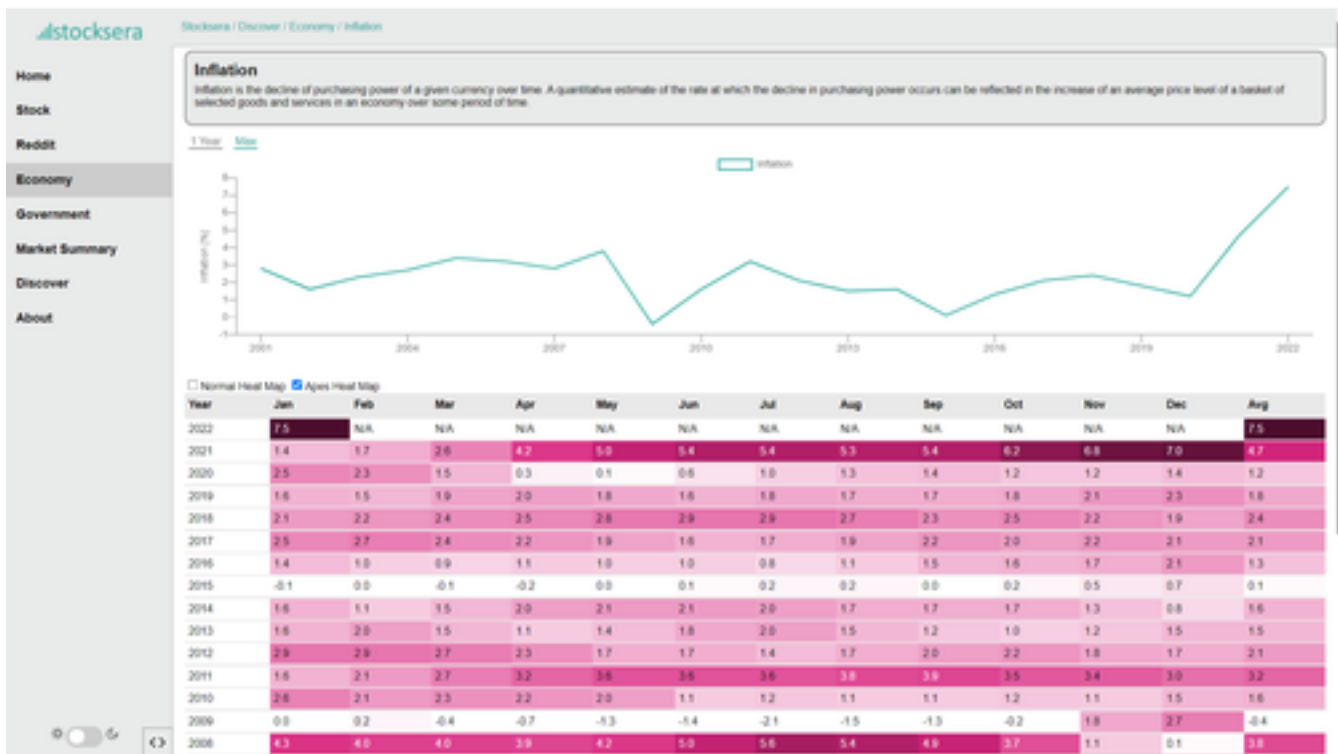 stocksera
Stocksera / Discover / Economy / Inflation
Home
Stock
Reddit
Economy
Government
Market Summary
Discover
About
Inflation
Inflation is the decline of purchasing power of a given currency over time. A quantitative estimate of the rate at which the decline in purchasing power occurs can be reflected in the increase of an average price level of a basket of
selected goods and services in an economy over some period of time.
1 Year Max
Inflation
Inflation [%]
8
7
6
5
4
3
2
1
0
-1
2001 2004 2007 2010 2013 2016 2019 2022
Normal Heat Map Apes Heat Map
Year Jan Feb Mar Apr May Jun Jul Aug Sep Oct Nov Dec Avg
2022 7.5 N/A N/A N/A N/A N/A N/A N/A N/A N/A N/A N/A 7.5
2021 1.4 1.7 2.6 4.2 5.0 5.4 5.4 5.3 5.4 6.2 6.8 7.0 4.7
2020 2.5 2.3 1.5 0.3 0.1 0.6 1.0 1.3 1.4 1.2 1.2 1.4 1.2
2019 1.6 1.5 1.9 2.0 1.8 1.6 1.8 1.7 1.7 1.8 2.1 2.3 1.8
2018 2.1 2.2 2.4 2.5 2.8 2.9 2.9 2.7 2.3 2.5 2.2 1.9 2.4
2017 2.5 2.7 2.4 2.2 1.9 1.6 1.7 1.9 2.2 2.0 2.2 2.1 2.1
2016 1.4 1.0 0.9 1.1 1.0 1.0 0.8 1.1 1.5 1.6 1.7 2.1 1.3
2015 -0.1 0.0 -0.1 -0.2 0.0 0.1 0.2 0.2 0.0 0.2 0.5 0.7 0.1
2014 1.6 1.1 1.5 2.0 2.1 2.1 2.0 1.7 1.7 1.7 1.3 0.8 1.6
2013 1.6 2.0 1.5 1.1 1.4 1.8 2.0 1.5 1.2 1.0 1.2 1.5 1.5
2012 2.9 2.9 2.7 2.3 1.7 1.7 1.4 1.7 2.0 2.2 1.8 1.7 2.1
2011 1.6 2.1 2.7 3.2 3.6 3.6 3.6 3.8 3.9 3.5 3.4 3.0 3.2
2010 2.6 2.1 2.3 2.2 2.0 1.1 1.2 1.1 1.1 1.2 1.1 1.5 1.6
2009 0.0 0.2 -0.4 -0.7 -1.3 -1.4 -2.1 -1.5 -1.3 -0.2 1.8 2.7 -0.4
2008 4.3 4.0 4.0 3.9 4.2 5.0 5.6 5.4 4.9 3.7 1.1 0.1 3.8